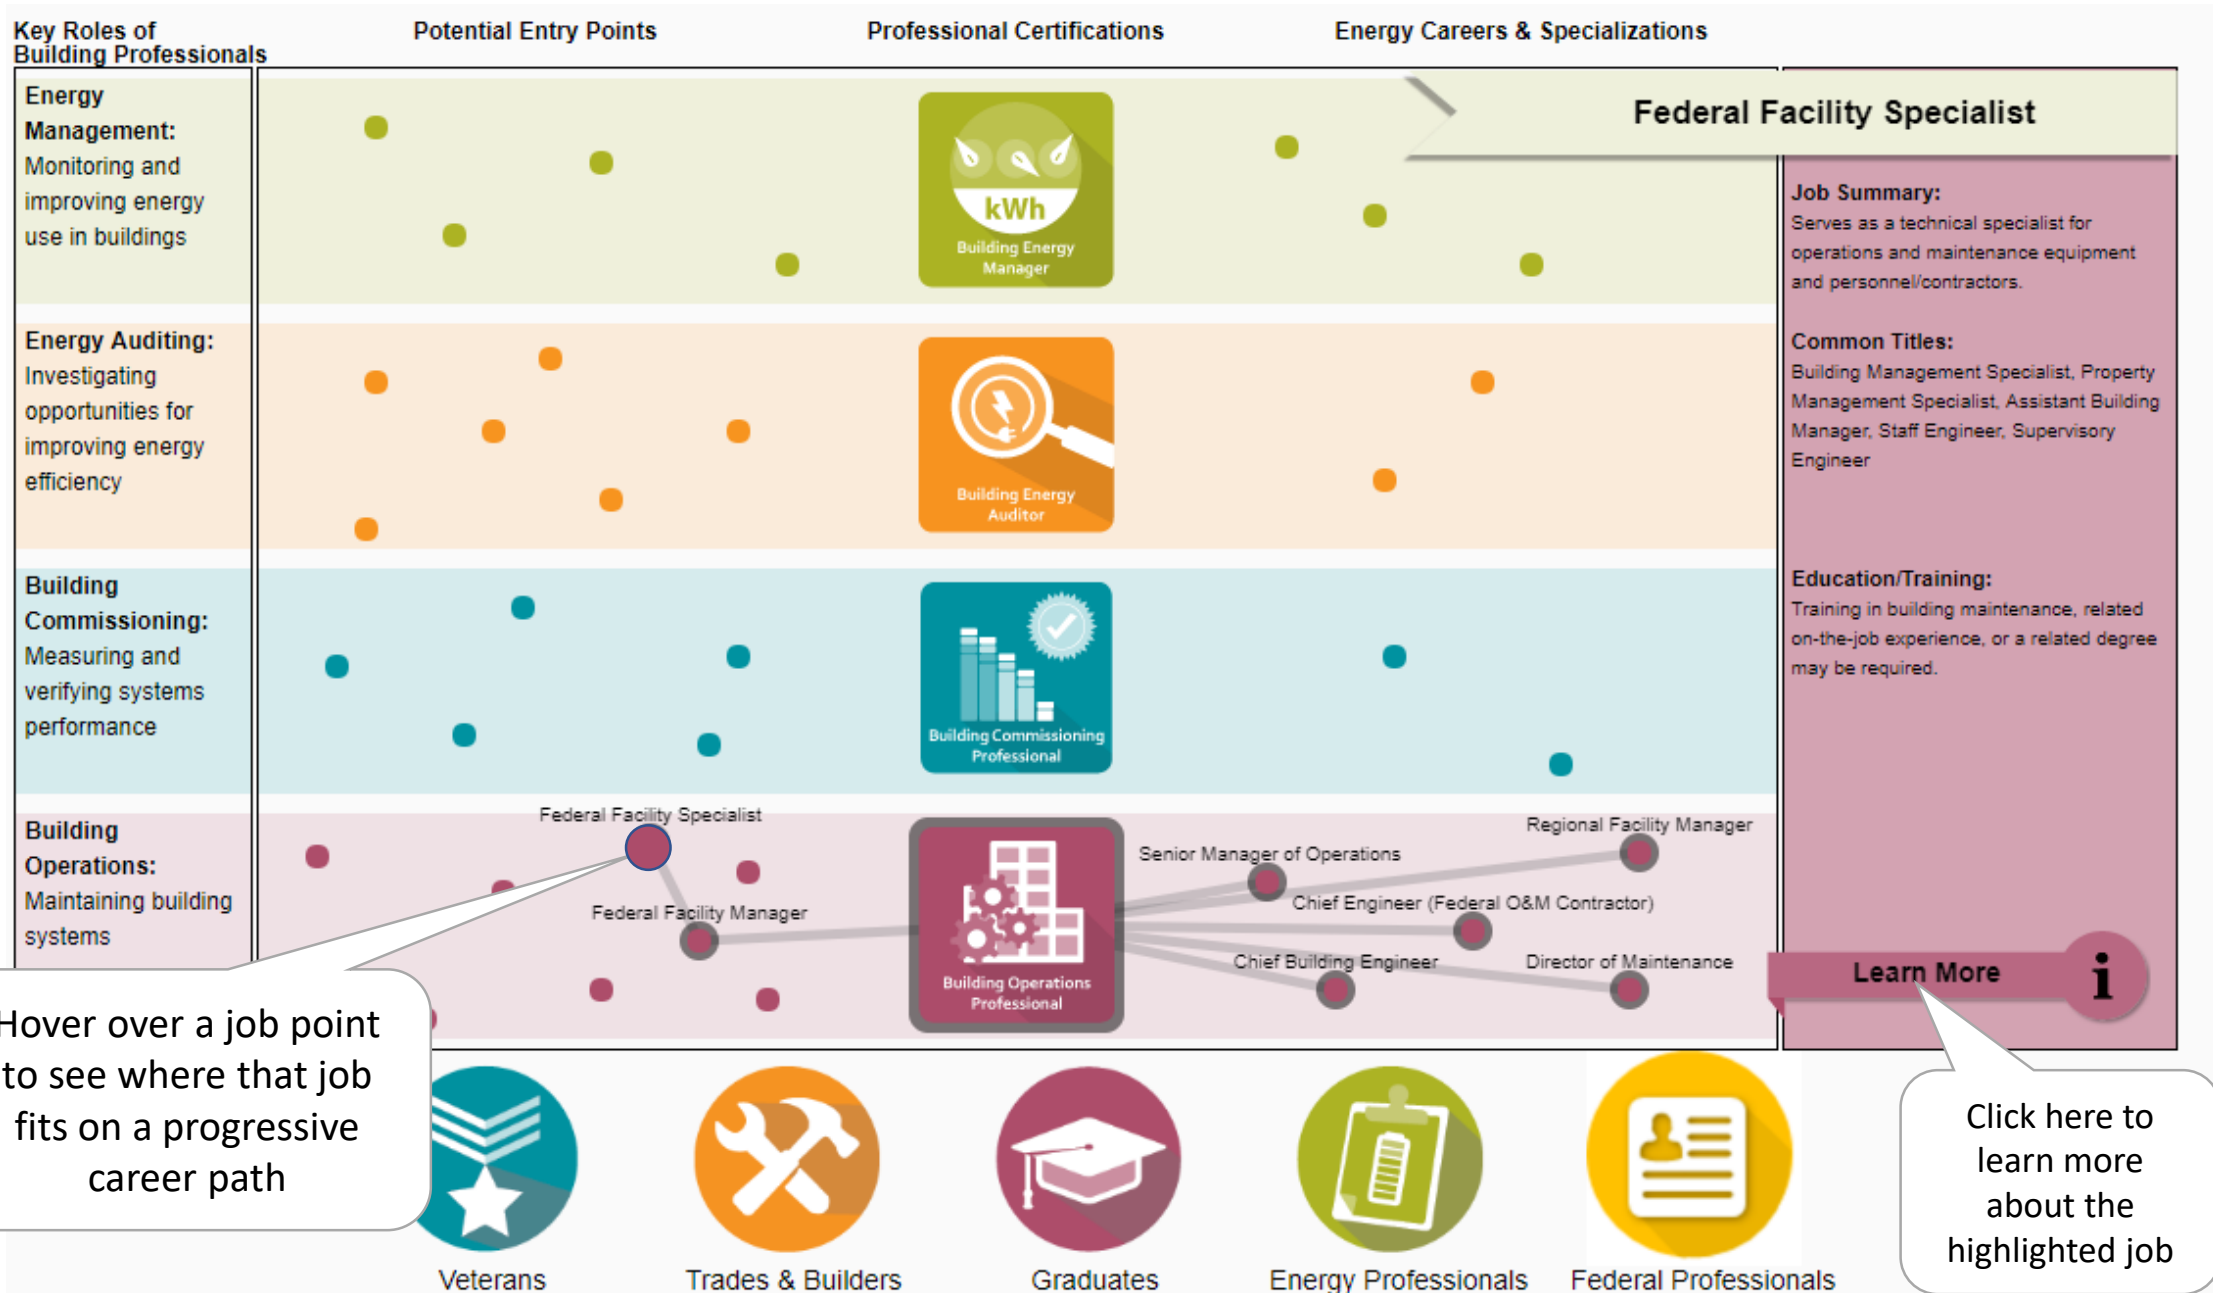 Key Roles of
Building Professionals
Potential Entry Points
Professional Certifications
Energy Careers & Specializations
Energy
Management:
Monitoring and
improving energy
use in buildings
kWh
Building Energy
Manager
Federal Facility Specialist
Job Summary:
Serves as a technical specialist for
operations and maintenance equipment
and personnel/contractors.
Common Titles:
Building Management Specialist, Property
Management Specialist, Assistant Building
Manager, Staff Engineer, Supervisory
Engineer
Education/Training:
Training in building maintenance, related
on-the-job experience, or a related degree
may be required.
Energy Auditing:
Investigating
opportunities for
improving energy
efficiency
Building Energy
Auditor
Building
Commissioning:
Measuring and
verifying systems
performance
Building Commissioning
Professional
Building
Operations:
Maintaining building
systems
Federal Facility Specialist
Federal Facility Manager
Building Operations
Professional
Senior Manager of Operations
Regional Facility Manager
Chief Engineer (Federal O&M Contractor)
Chief Building Engineer
Director of Maintenance
Learn More
i
Hover over a job point
to see where that job
fits on a progressive
career path
Click here to
learn more
about the
highlighted job
Veterans
Trades & Builders
Graduates
Energy Professionals
Federal Professionals